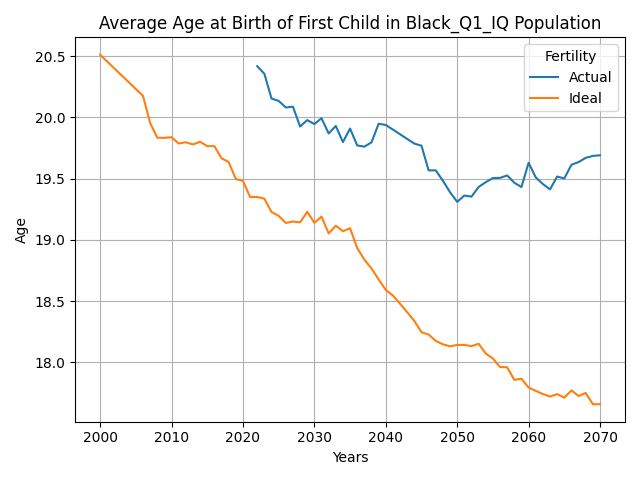 Average Age at Birth of First Child in Black_Q1_IQ Population
Fertility
Actual
Ideal
Age
20.5
20.0
19.5
19.0
18.5
18.0
2000 2010 2020 2030 2040 2050 2060 2070
Years